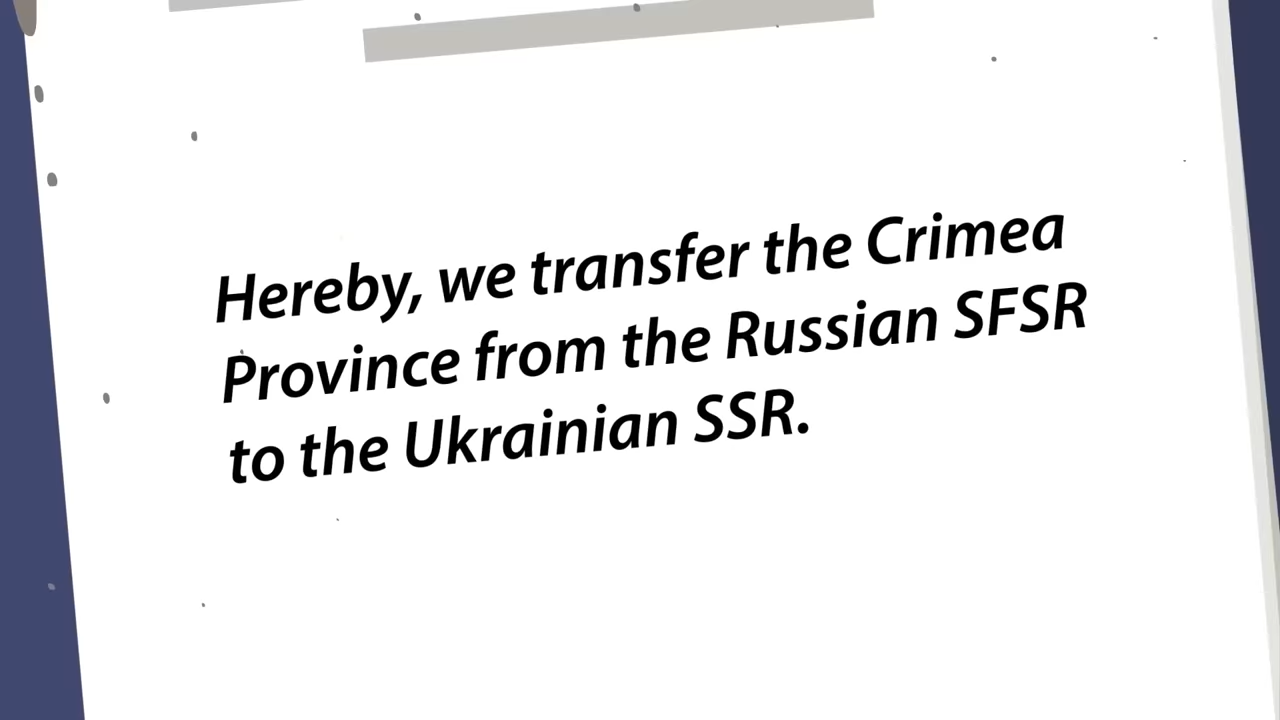 Hereby, we transfer the Crimea
Province from the Russian SFSR
to the Ukrainian SSR.